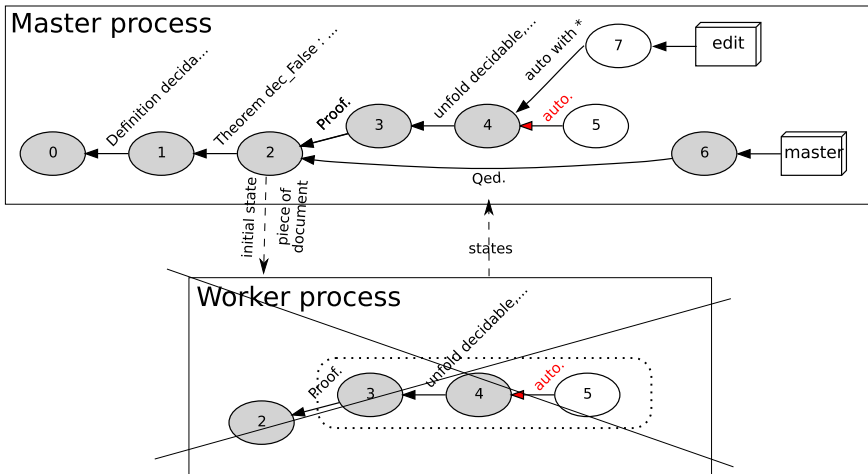 Master process
Definition decida...
Theorem dec_False : ...
Proof.
unfold decidable,...
auto with *
auto.
7
edit
0
1
2
3
4
5
6
master
Qed.
initial state
piece of
document
states
Worker process
Proof.
unfold decidable,...
auto.
2
3
4
5